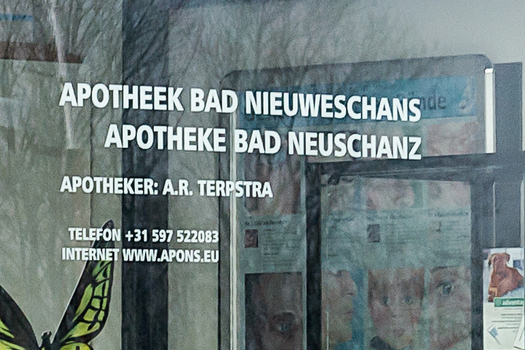 APOTHEEK BAD NIEUWESCHANS
APOTHEKE BAD NEUSCHANZ
APOTHEKER: A.R. TERPSTRA
TELEFON +31 597 522083
INTERNET WWW.APONS.EU